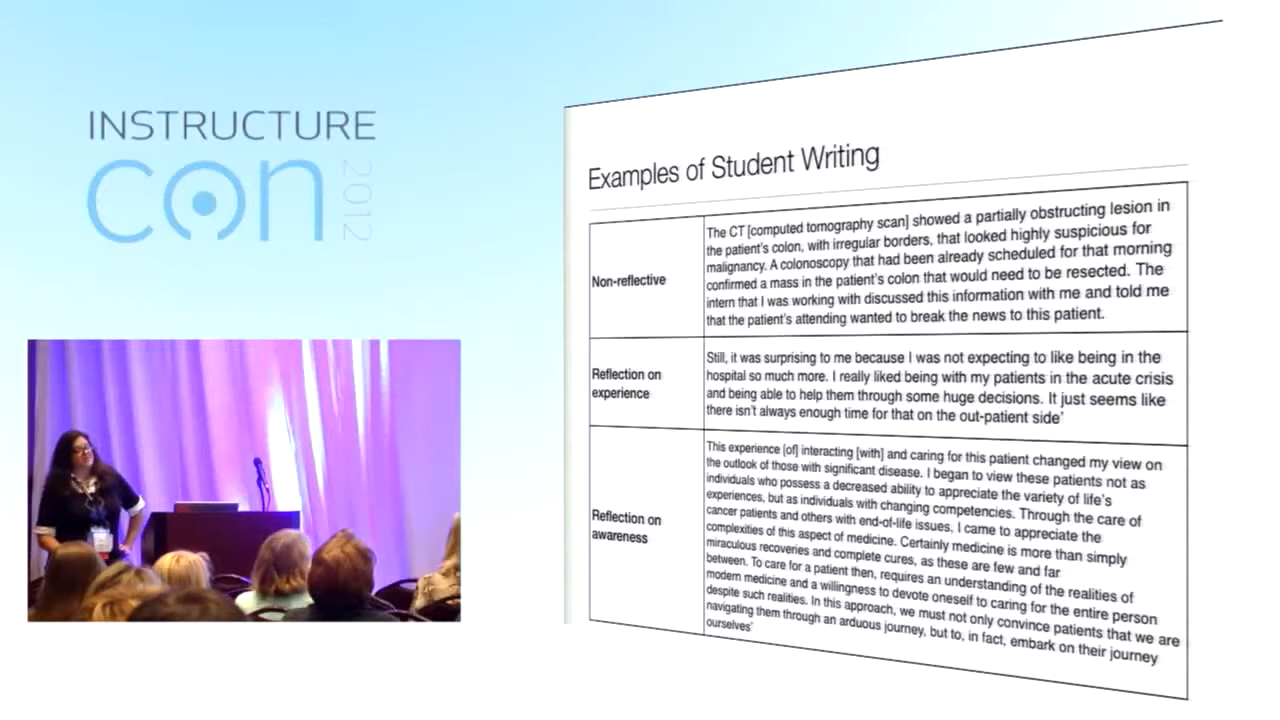 INSTRUCTURE
con 2012
Examples of Student Writing
Non-reflective
The CT [computed tomography scan] showed a partially obstructing lesion in
the patient's colon, with irregular borders, that looked highly suspicious for
malignancy. A colonoscopy that had been already scheduled for that morning
confirmed a mass in the patient's colon that would need to be resected. The
intern that I was working with discussed this information with me and told me
that the patient's attending wanted to break the news to this patient.
Reflection on
experience
Still, it was surprising to me because I was not expecting to like being in the
hospital so much more. I really liked being with my patients in the acute crisis
and being able to help them through some huge decisions. It just seems like
there isn't always enough time for that on the out-patient side'
Reflection on
awareness
This experience [of] interacting [with] and caring for this patient changed my view on
the outlook of those with significant disease. I began to view these patients not as
individuals who possess a decreased ability to appreciate the variety of life's
experiences, but as individuals with changing competencies. Through the care of
cancer patients and others with end-of-life issues, I came to appreciate the
complexities of this aspect of medicine. Certainly medicine is more than simply
miraculous recoveries and complete cures, as these are few and far
between. To care for a patient then, requires an understanding of the realities of
modern medicine and a willingness to devote oneself to caring for the entire person
despite such realities. In this approach, we must not only convince patients that we are
navigating them through an arduous journey, but to, in fact, embark on their journey
ourselves'